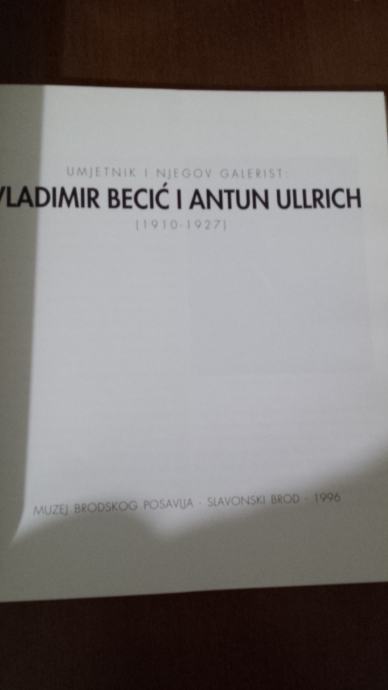 UMJETNIK I NJEGOV GALERIST:
VLADIMIR BECIĆ I ANTUN ULLRICH
(1910-1927)
MUZEJ BRODSKOG POSAVLJA · SLAVONSKI BROD · 1996